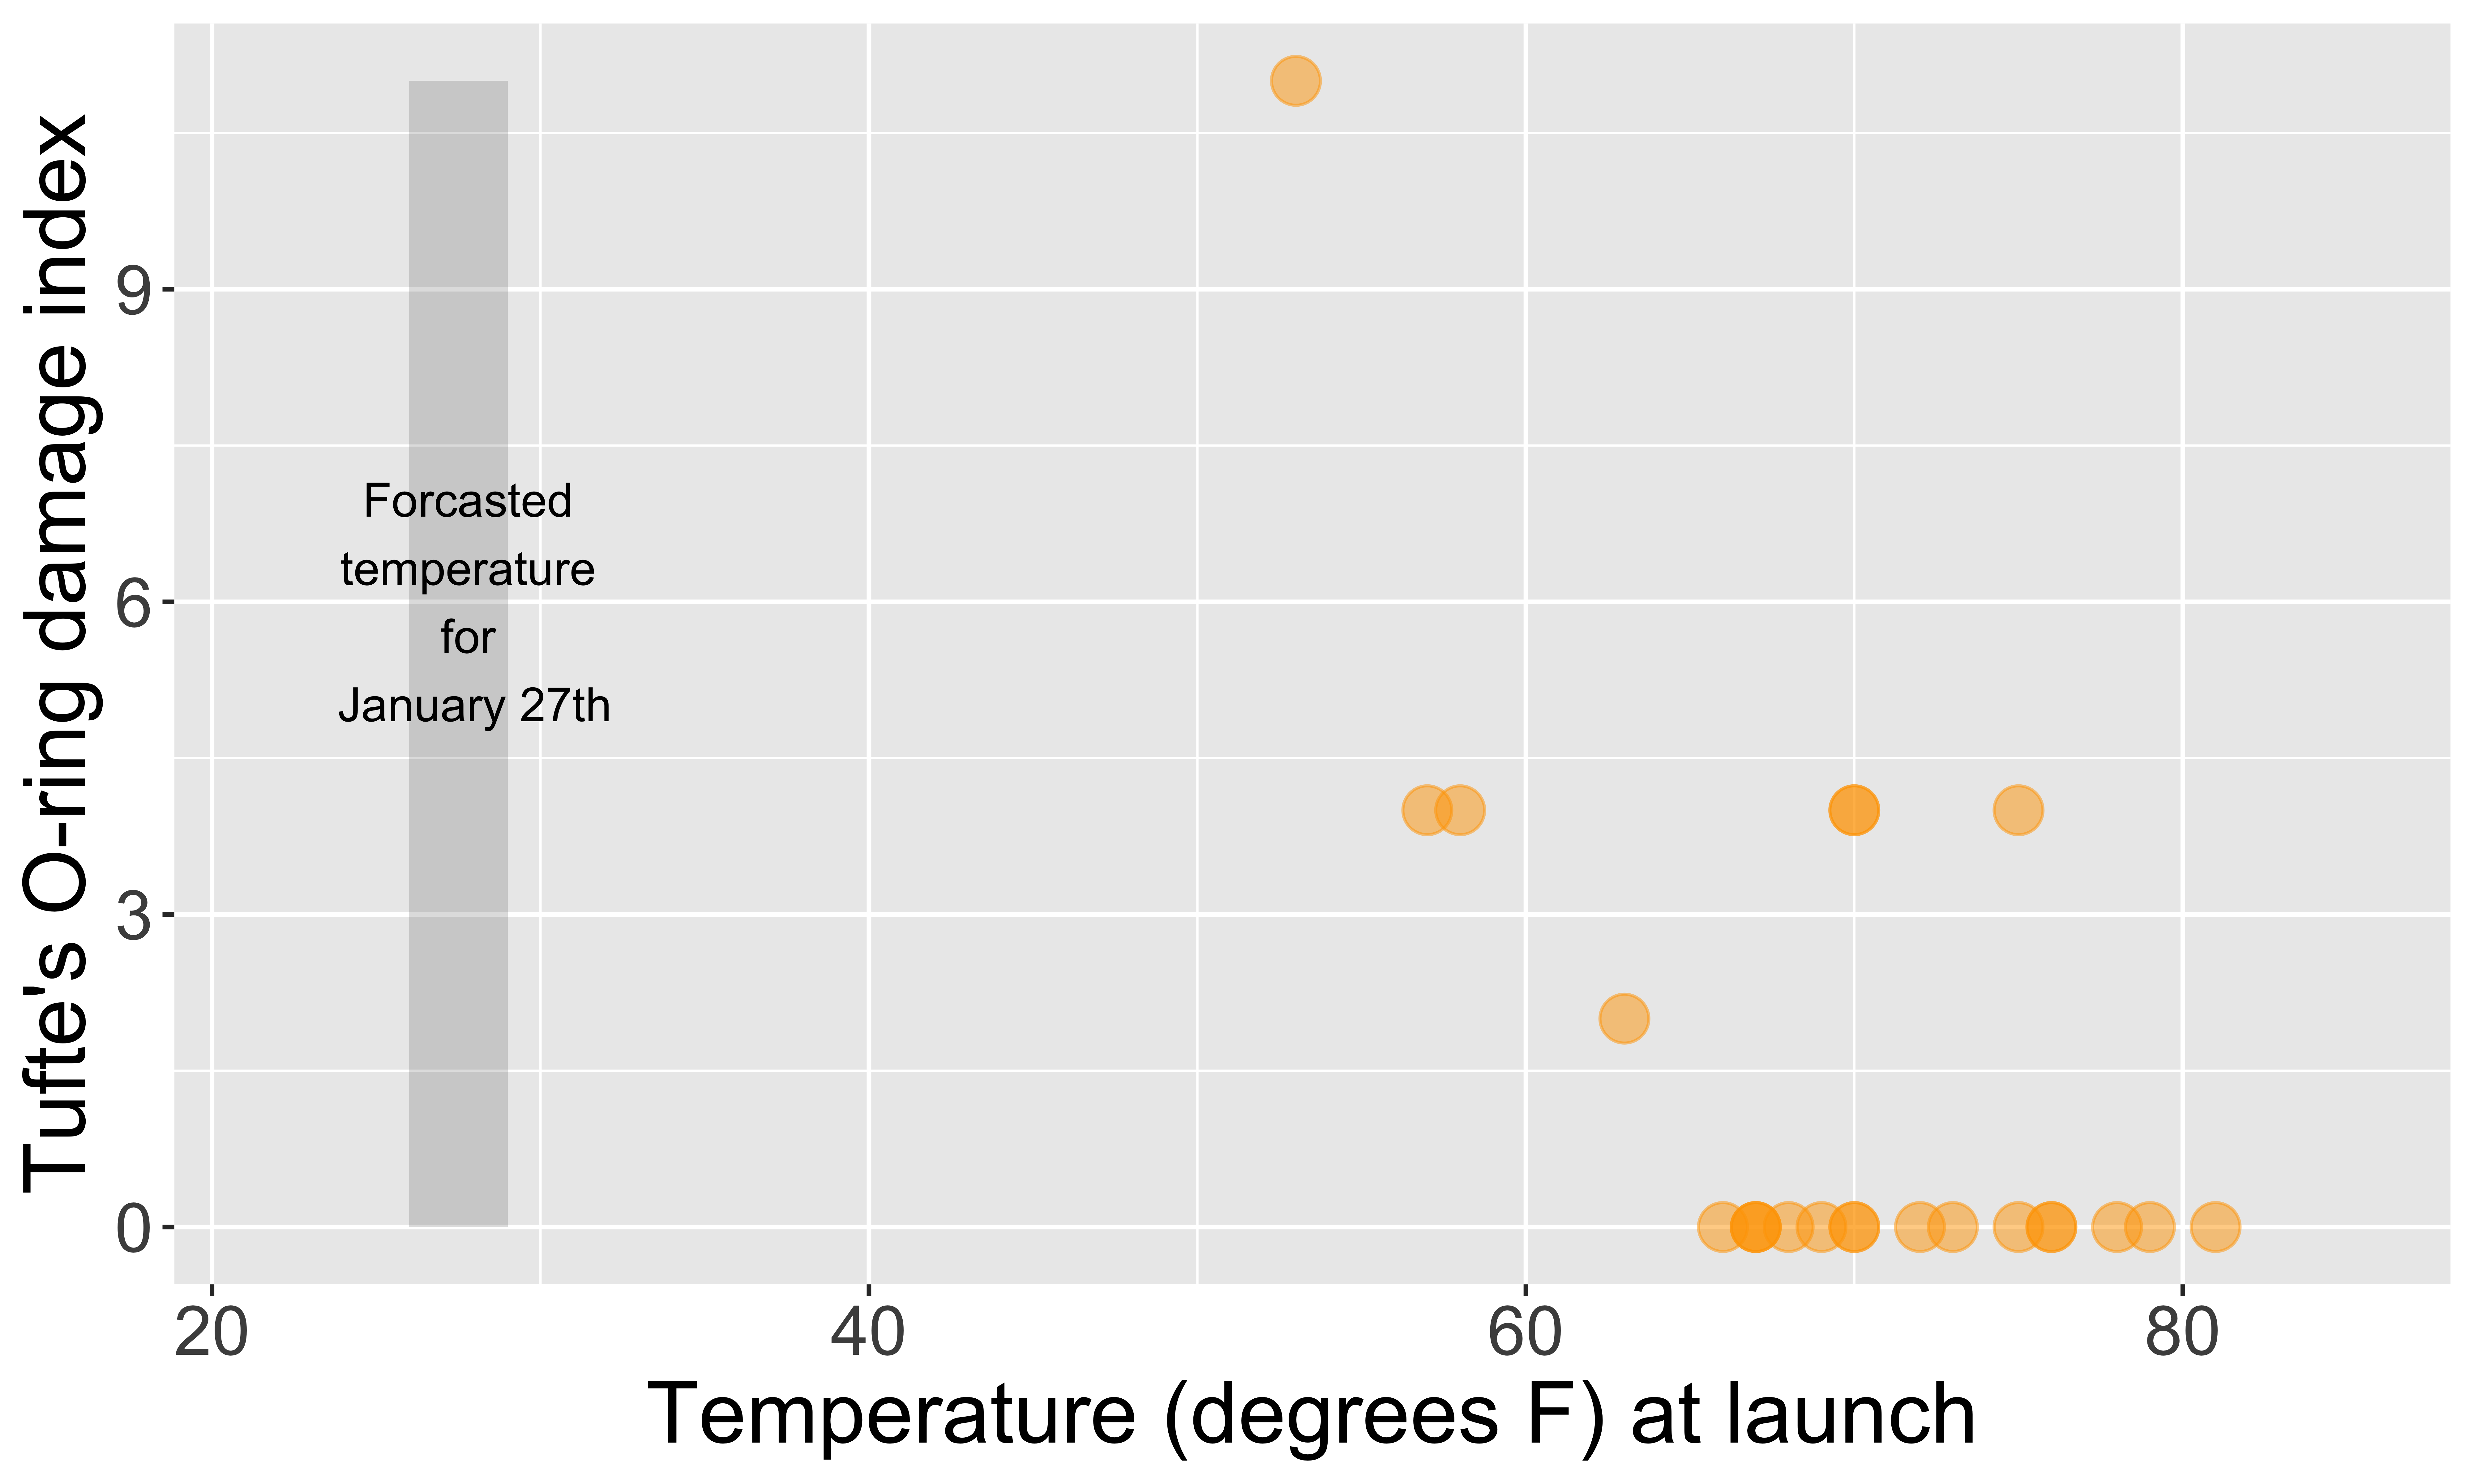 Tufte's O-ring damage index
9
6
3
0
Forcasted
temperature
for
January 27th
20 40 60 80
Temperature (degrees F) at launch